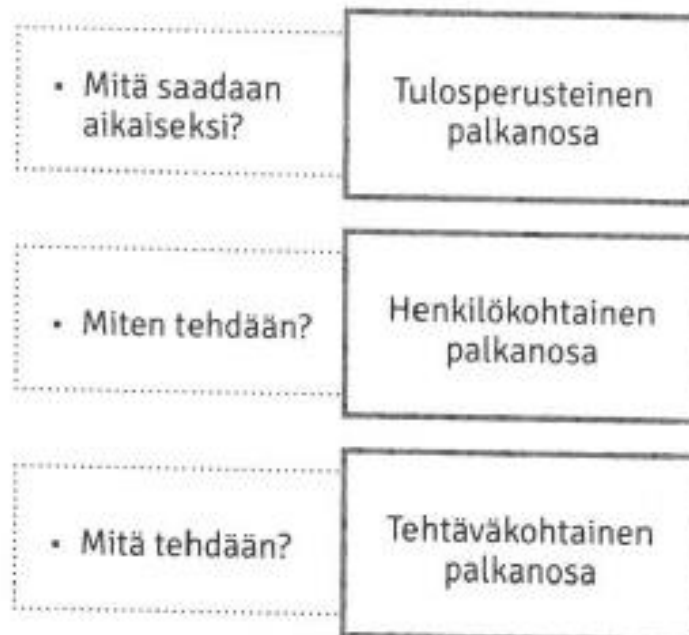 • Mitä saadaan
aikaiseksi?
Tulosperusteinen
palkanosa
• Miten tehdään?
Henkilökohtainen
palkanosa
• Mitä tehdään?
Tehtäväkohtainen
palkanosa